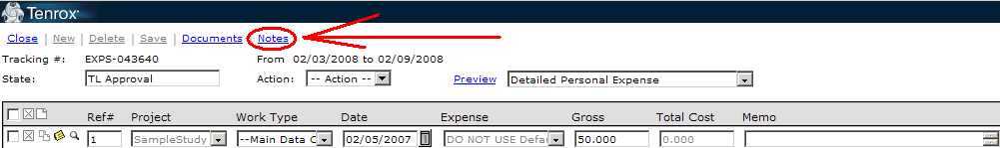 Tenrox
Close | New | Delete | Save | Documents Notes
Tracking #: EXPS-043640 From 02/03/2008 to 02/09/2008
State: TL Approval Action: -- Action -- Preview Detailed Personal Expense
Ref# Project Work Type Date Expense Gross Total Cost Memo
1 SampleStudy --Main Data C 02/05/2007 DO NOT USE Defau 50.000 0.000